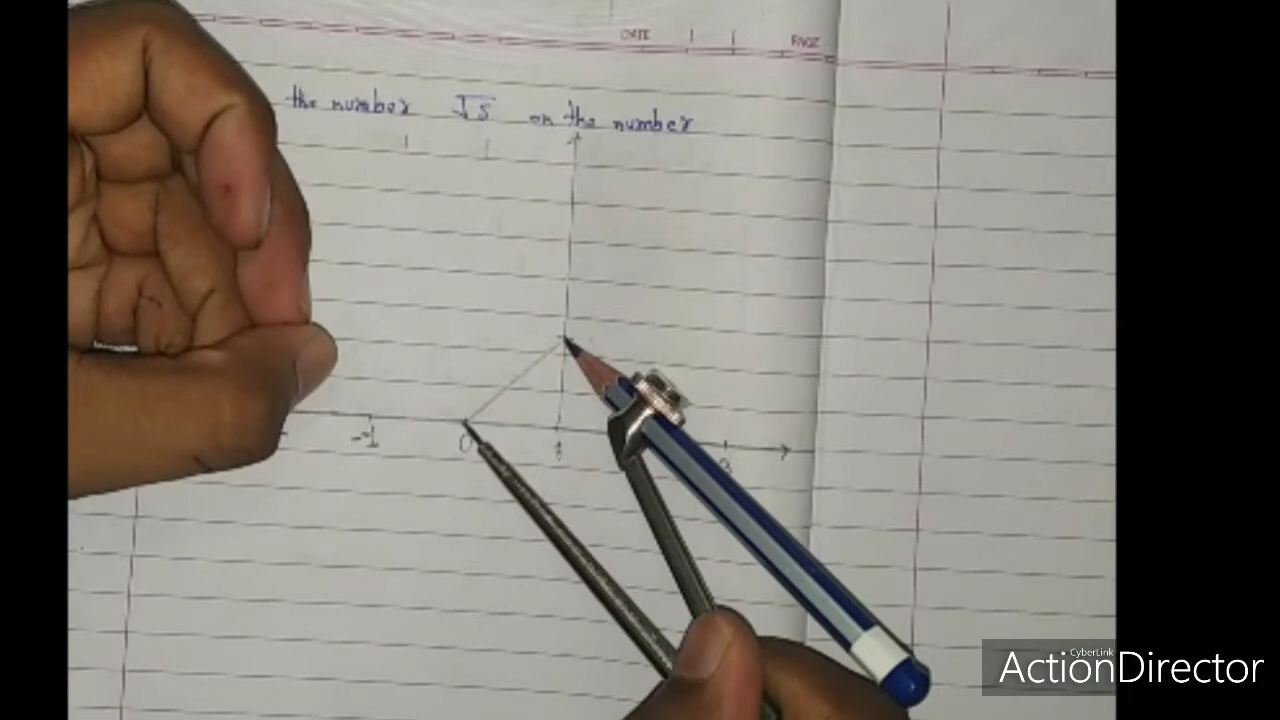 DATE PAGE
the number √5 on the number
-1 0 1 2
CyberLink
ActionDirector